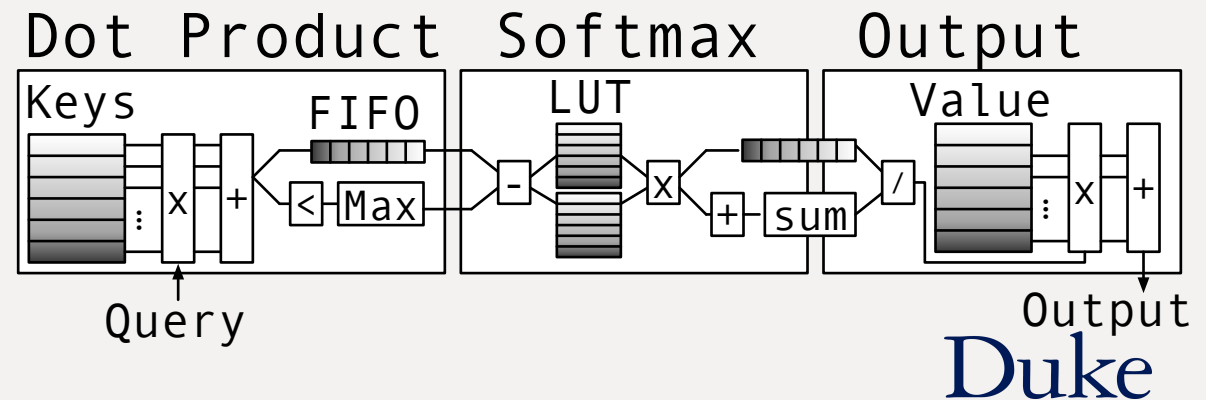 Dot Product
Softmax
Output
Keys
FIFO
LUT
Value
x
+
<
Max
-
x
+
sum
/
x
+
⋮
⋮
Query
Output
Duke